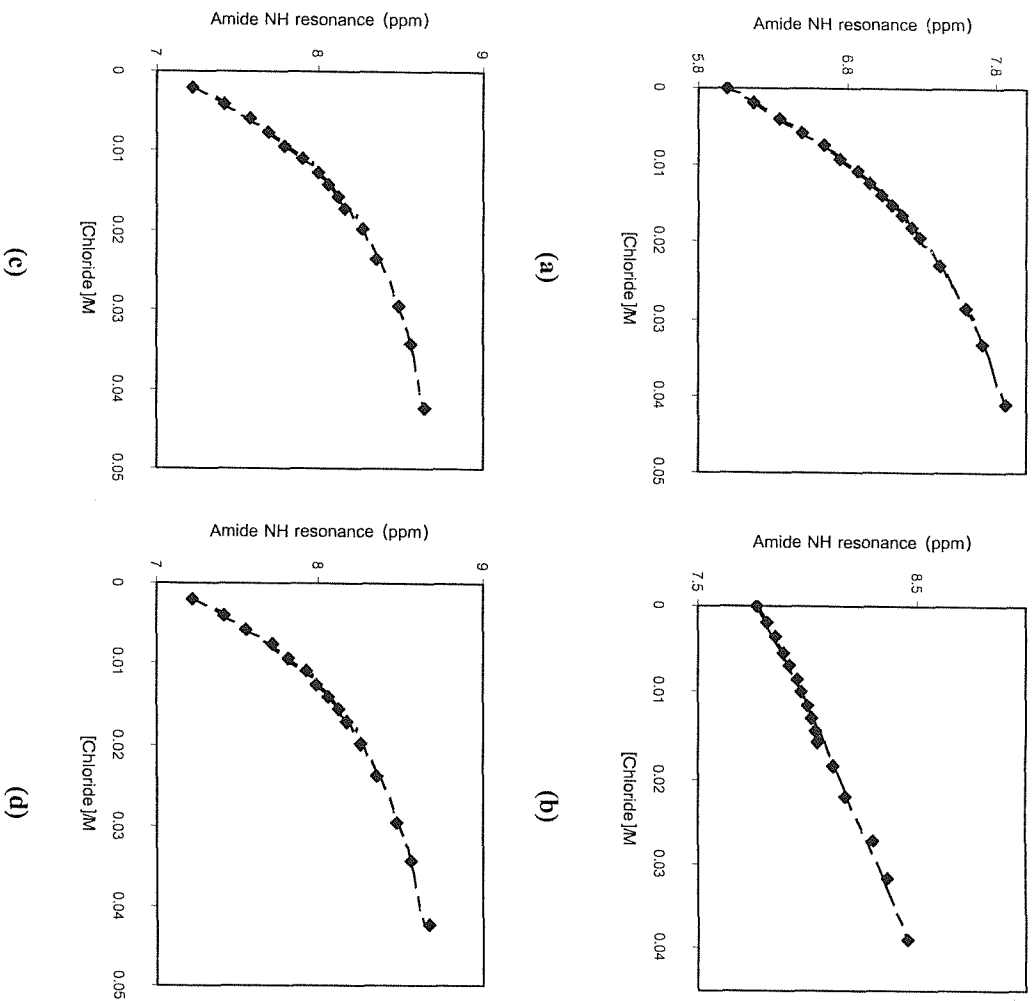 Amide NH resonance (ppm)
7.8
6.8
5.8
0
0.01
0.02
0.03
0.04
0.05
[Chloride]/M
(a)
Amide NH resonance (ppm)
8.5
7.5
0
0.01
0.02
0.03
0.04
[Chloride]/M
(b)
Amide NH resonance (ppm)
9
8
7
0
0.01
0.02
0.03
0.04
0.05
[Chloride]/M
(c)
Amide NH resonance (ppm)
9
8
7
0
0.01
0.02
0.03
0.04
0.05
[Chloride]/M
(d)